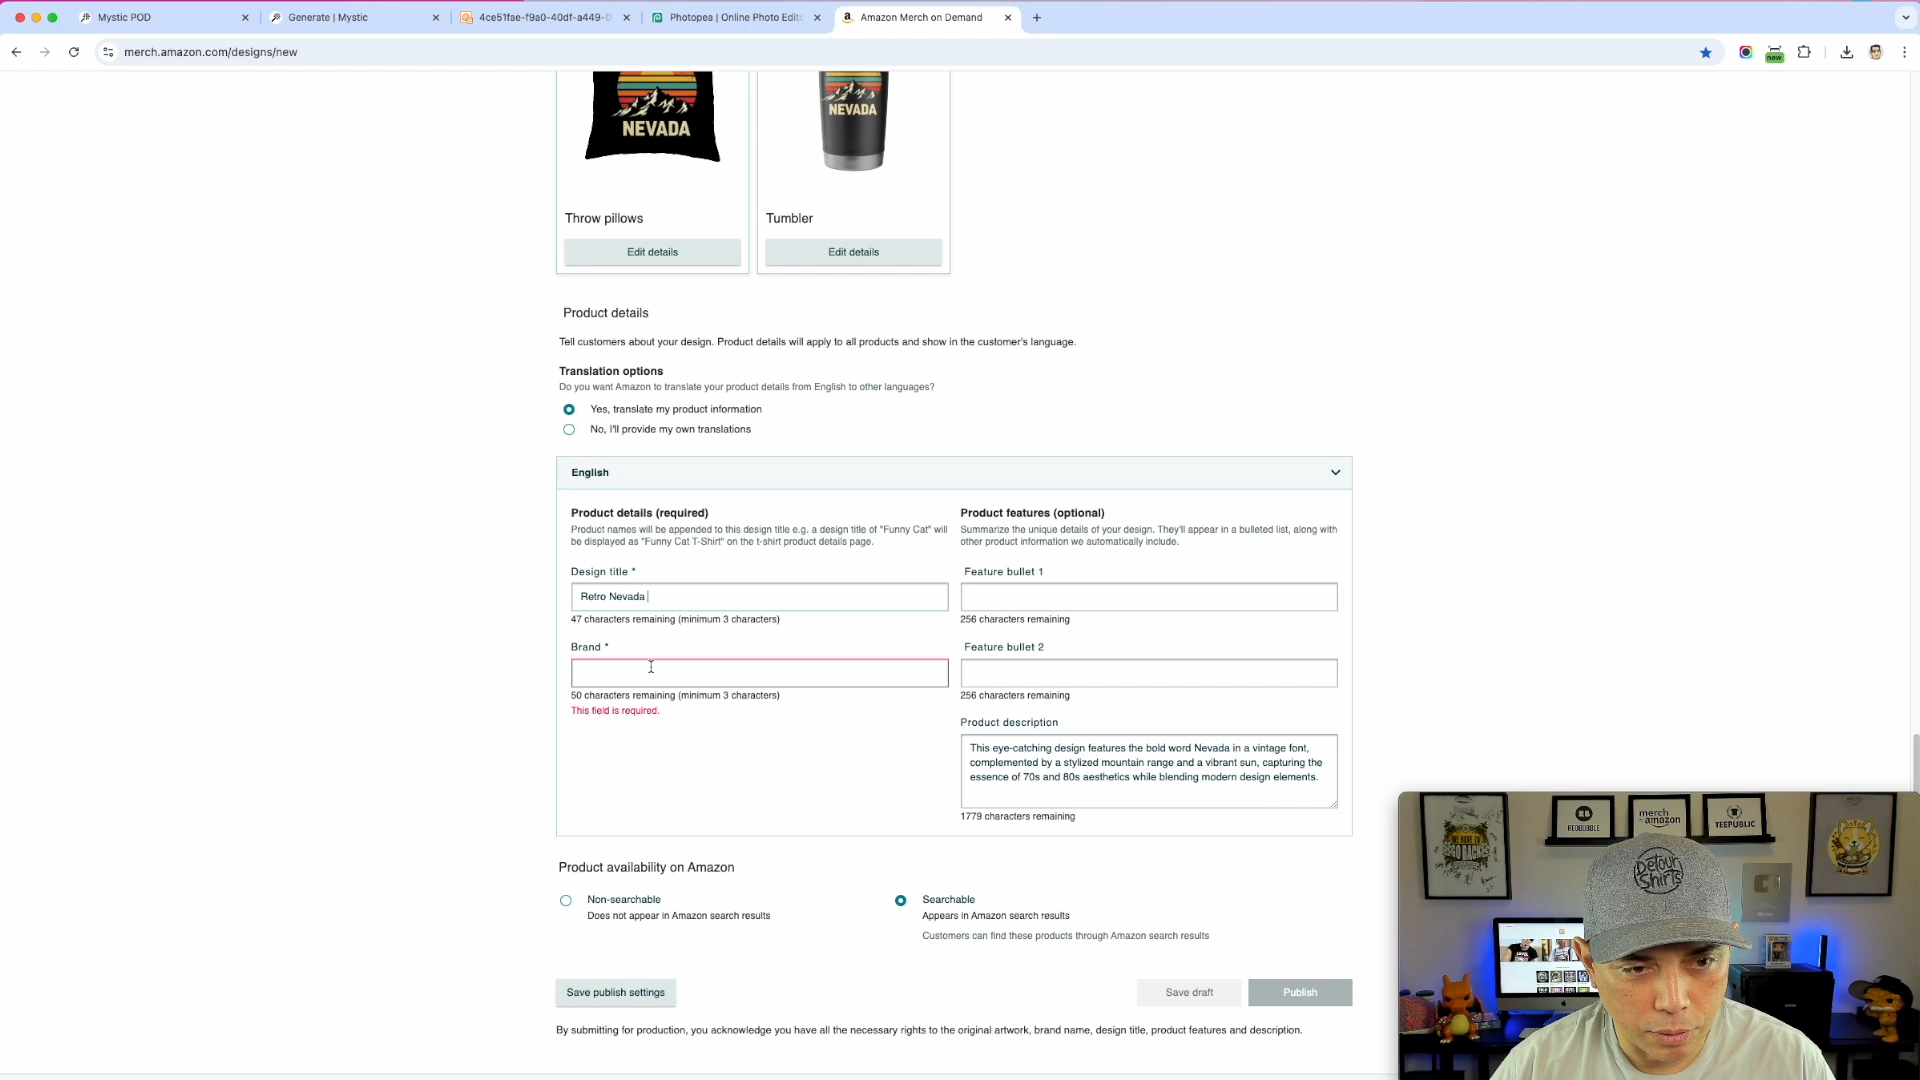 Mystic POD
Generate | Mystic
4ce51fae-f9a0-40df-a449-0
Photopea | Online Photo Edit
Amazon Merch on Demand
merch.amazon.com/designs/new
new
NEVADA
NEVADA
Throw pillows
Tumbler
Edit details
Edit details
Product details
Tell customers about your design. Product details will apply to all products and show in the customer's language.
Translation options
Do you want Amazon to translate your product details from English to other languages?
Yes, translate my product information
No, I'll provide my own translations
English
Product details (required)
Product names will be appended to this design title e.g. a design title of "Funny Cat" will
be displayed as "Funny Cat T-Shirt" on the t-shirt product details page.
Product features (optional)
Summarize the unique details of your design. They'll appear in a bulleted list, along with
other product information we automatically include.
Design title *
Retro Nevada
47 characters remaining (minimum 3 characters)
Feature bullet 1
256 characters remaining
Brand *
50 characters remaining (minimum 3 characters)
This field is required.
Feature bullet 2
256 characters remaining
Product description
This eye-catching design features the bold word Nevada in a vintage font,
complemented by a stylized mountain range and a vibrant sun, capturing the
essence of 70s and 80s aesthetics while blending modern design elements.
1779 characters remaining
Product availability on Amazon
Non-searchable
Does not appear in Amazon search results
Searchable
Appears in Amazon search results
Customers can find these products through Amazon search results
Save publish settings
Save draft
Publish
By submitting for production, you acknowledge you have all the necessary rights to the original artwork, brand name, design title, product features and description.
REDBUBBLE
merch
amazon
TEEPUBLIC
Detour
Shirts